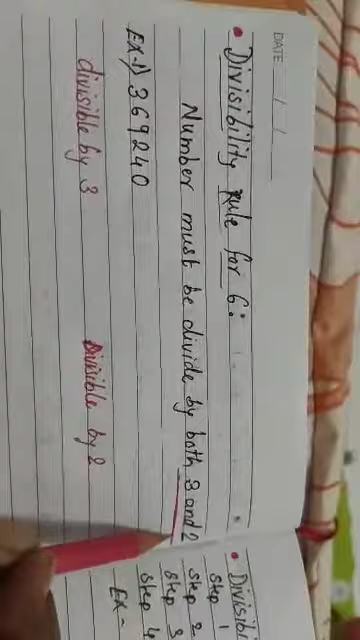 DATE / /
• Divisibility Rule for 6:
Number must be divide by both 3 and 2
Ex-1) 369240
divisible by 3 Divisible by 2
• Divisibi
Step 1
Step 2
Step 3
Step 4
Ex-